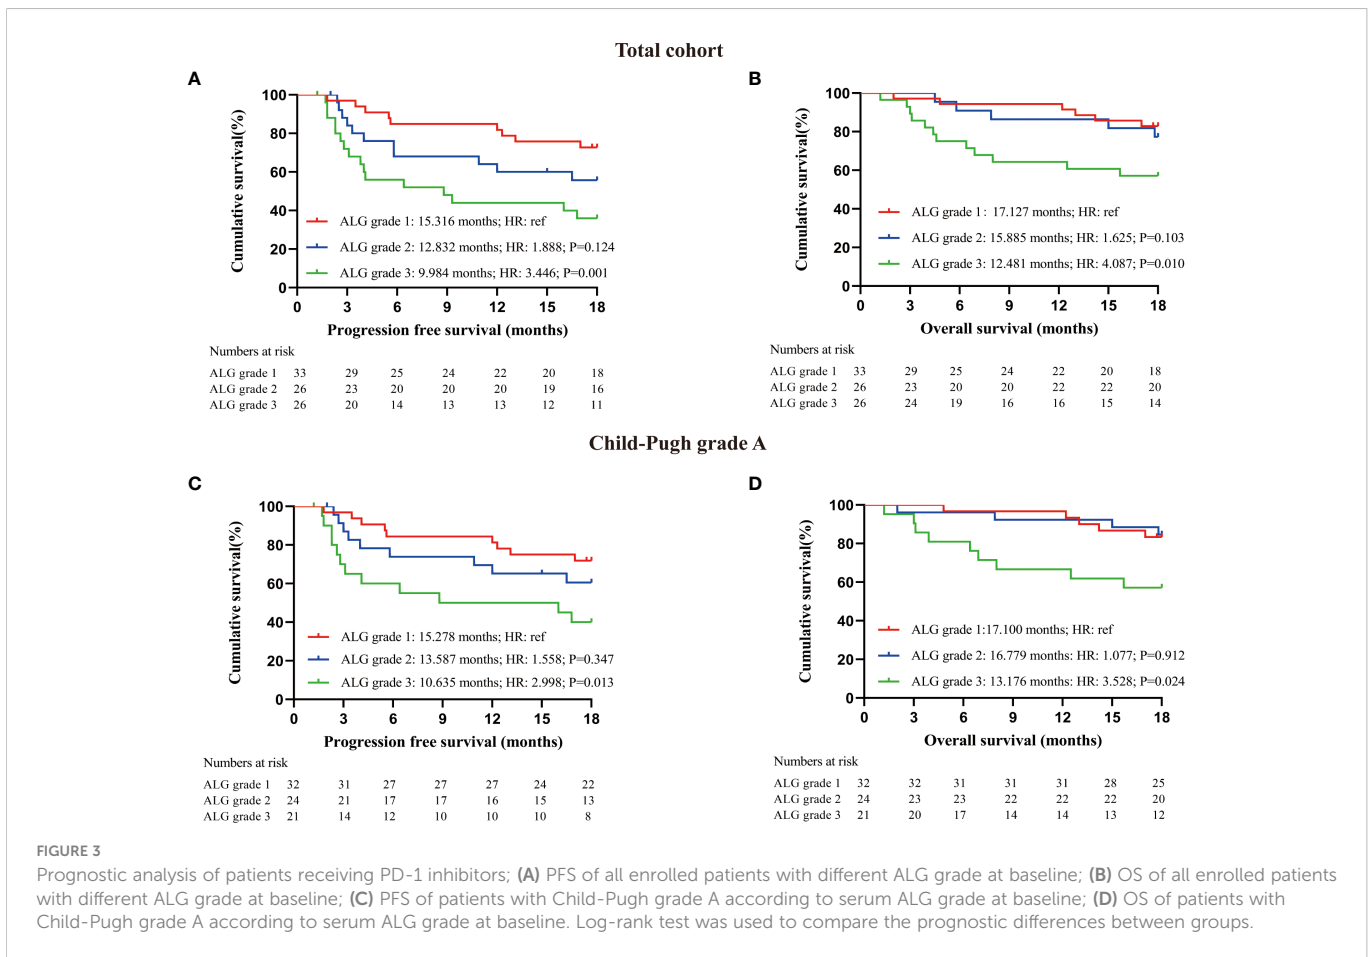 Total cohort
A
Cumulative survival(%)
100
80
60
40
20
0
ALG grade 1: 15.316 months; HR: ref
ALG grade 2: 12.832 months; HR: 1.888; P=0.124
ALG grade 3: 9.984 months; HR: 3.446; P=0.001
0 3 6 9 12 15 18
Progression free survival (months)
Numbers at risk
ALG grade 1 33 29 25 24 22 20 18
ALG grade 2 26 23 20 20 20 19 16
ALG grade 3 26 20 14 13 13 12 11
B
Cumulative survival(%)
100
80
60
40
20
0
ALG grade 1: 17.127 months; HR: ref
ALG grade 2: 15.885 months; HR: 1.625; P=0.103
ALG grade 3: 12.481 months; HR: 4.087; P=0.010
0 3 6 9 12 15 18
Overall survival (months)
Numbers at risk
ALG grade 1 33 29 25 24 22 20 18
ALG grade 2 26 23 20 20 22 22 20
ALG grade 3 26 24 19 16 16 15 14
Child-Pugh grade A
C
Cumulative survival(%)
100
80
60
40
20
0
ALG grade 1: 15.278 months; HR: ref
ALG grade 2: 13.587 months; HR: 1.558; P=0.347
ALG grade 3: 10.635 months; HR: 2.998; P=0.013
0 3 6 9 12 15 18
Progression free survival (months)
Numbers at risk
ALG grade 1 32 31 27 27 27 24 22
ALG grade 2 24 21 17 17 16 15 13
ALG grade 3 21 14 12 10 10 10 8
D
Cumulative survival(%)
100
80
60
40
20
0
ALG grade 1:17.100 months; HR: ref
ALG grade 2: 16.779 months: HR: 1.077; P=0.912
ALG grade 3: 13.176 months: HR: 3.528; P=0.024
0 3 6 9 12 15 18
Overall survival (months)
Numbers at risk
ALG grade 1 32 32 31 31 31 28 25
ALG grade 2 24 23 23 22 22 22 20
ALG grade 3 21 20 17 14 14 13 12
FIGURE 3
Prognostic analysis of patients receiving PD-1 inhibitors; (A) PFS of all enrolled patients with different ALG grade at baseline; (B) OS of all enrolled patients
with different ALG grade at baseline; (C) PFS of patients with Child-Pugh grade A according to serum ALG grade at baseline; (D) OS of patients with
Child-Pugh grade A according to serum ALG grade at baseline. Log-rank test was used to compare the prognostic differences between groups.